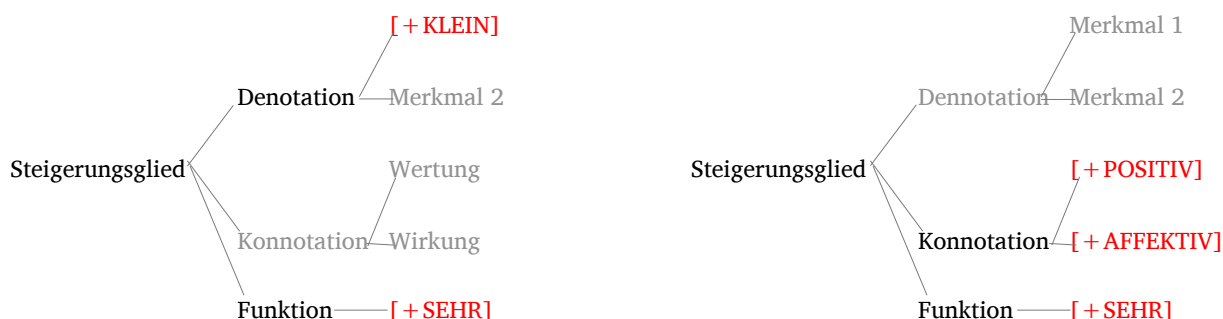 [+KLEIN]
Denotation
Merkmal 2
Steigerungsglied
Wertung
Konnotation
Wirkung
Funktion
[+SEHR]
Merkmal 1
Dennotation
Merkmal 2
Steigerungsglied
[+POSITIV]
Konnotation
[+AFFEKTIV]
Funktion
[+SEHR]